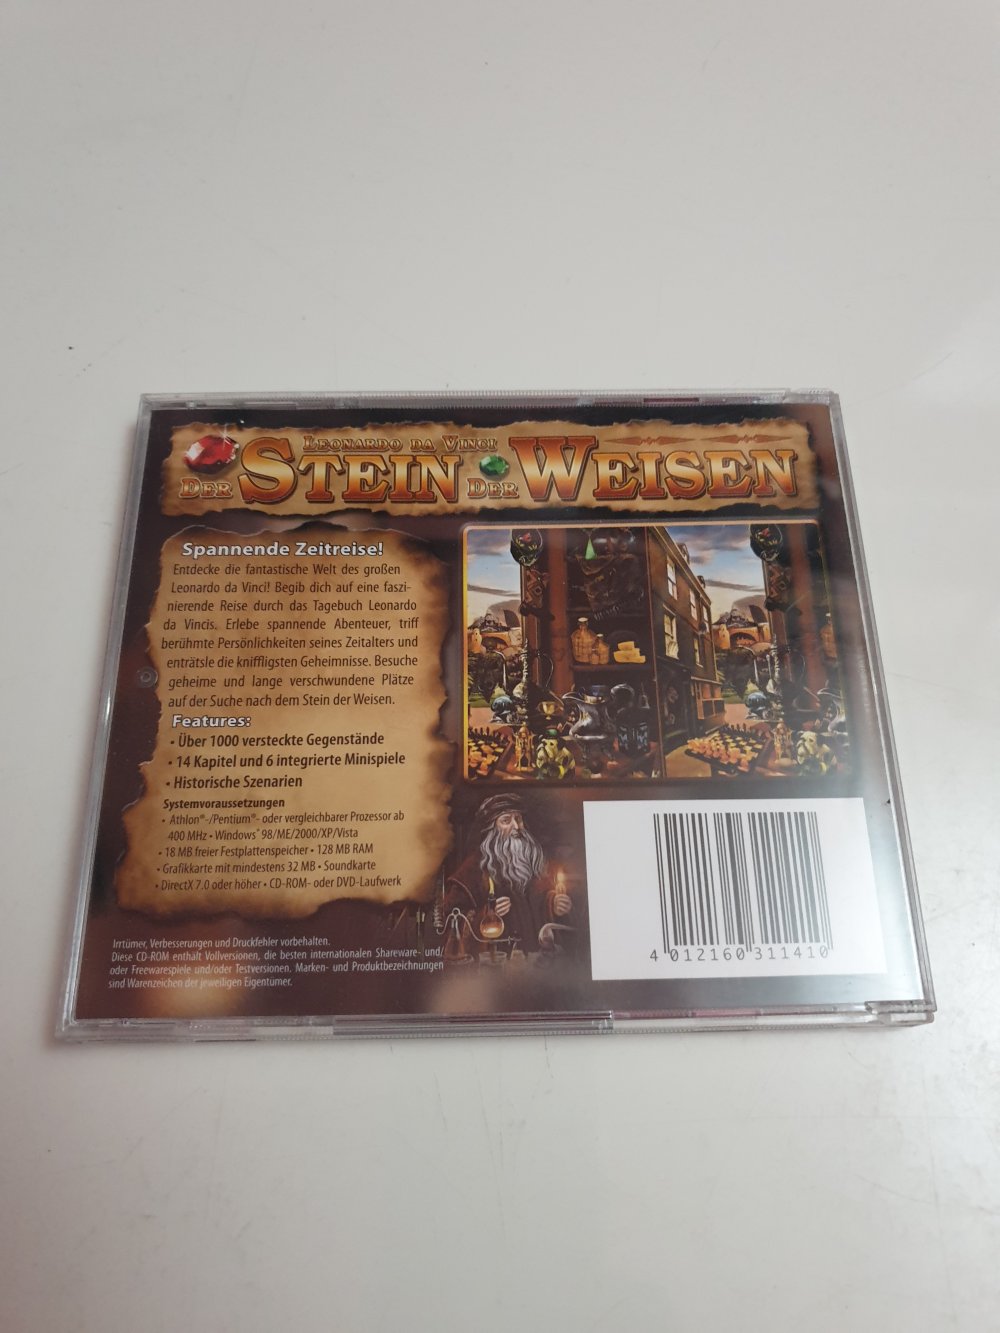 LEONARDO DA VINCI
DER STEIN DER WEISEN
Spannende Zeitreise!
Entdecke die fantastische Welt des großen
Leonardo da Vinci! Begib dich auf eine faszi-
nierende Reise durch das Tagebuch Leonardo
da Vincis. Erlebe spannende Abenteuer, triff
berühmte Persönlichkeiten seines Zeitalters und
enträtsle die kniffligsten Geheimnisse. Besuche
geheime und lange verschwundene Plätze
auf der Suche nach dem Stein der Weisen.
Features:
• Über 1000 versteckte Gegenstände
• 14 Kapitel und 6 integrierte Minispiele
• Historische Szenarien
Systemvoraussetzungen
• Athlon®-/Pentium®- oder vergleichbarer Prozessor ab
400 MHz • Windows® 98/ME/2000/XP/Vista
• 18 MB freier Festplattenspeicher • 128 MB RAM
• Grafikkarte mit mindestens 32 MB • Soundkarte
• DirectX 7.0 oder höher • CD-ROM- oder DVD-Laufwerk
Irrtümer, Verbesserungen und Druckfehler vorbehalten.
Diese CD-ROM enthält Vollversionen, die besten internationalen Shareware- und/
oder Freewarespiele und/oder Testversionen. Marken- und Produktbezeichnungen
sind Warenzeichen der jeweiligen Eigentümer.
4 012160 311410